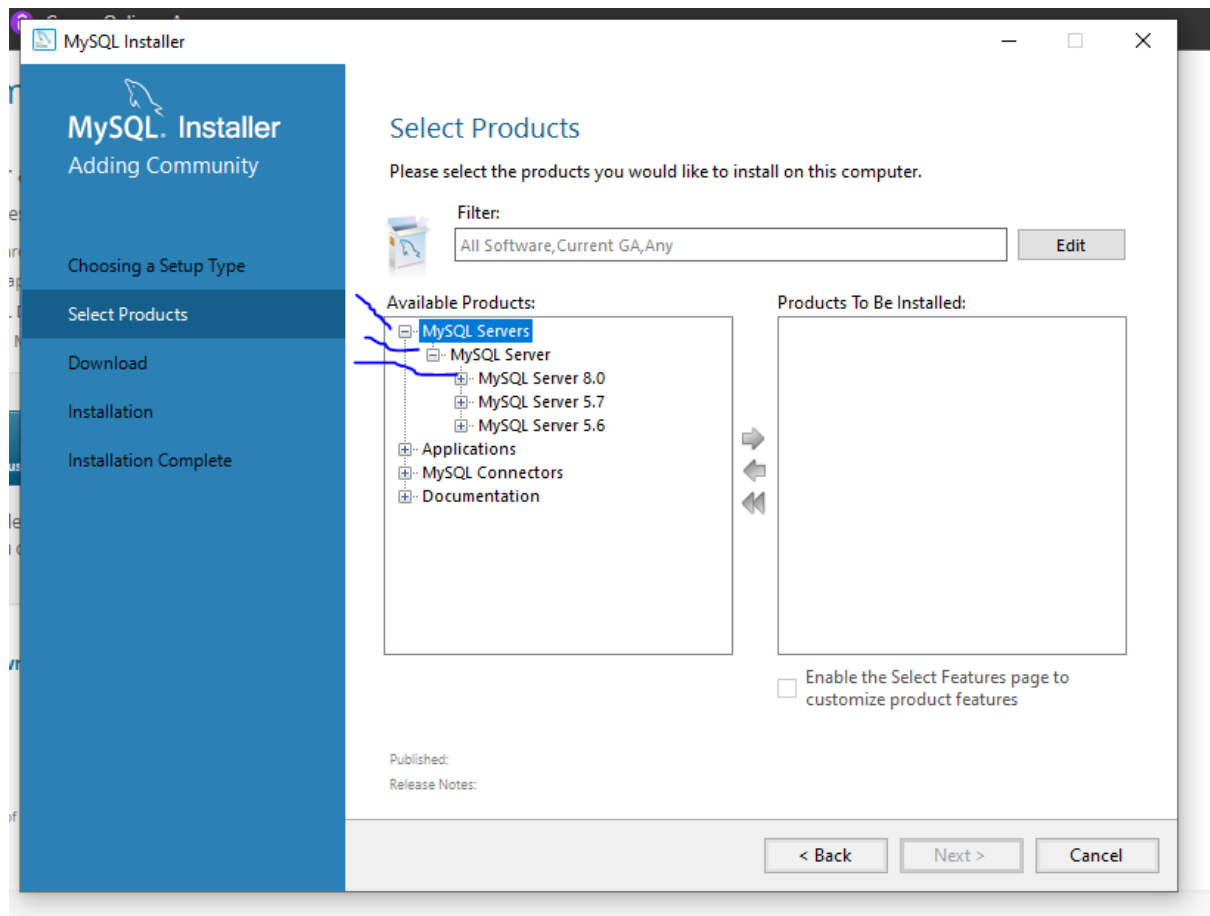 MySQL Installer
MySQL. Installer
Adding Community
Choosing a Setup Type
Select Products
Download
Installation
Installation Complete
Select Products
Please select the products you would like to install on this computer.
Filter:
All Software,Current GA,Any
Edit
Available Products:
MySQL Servers
MySQL Server
MySQL Server 8.0
MySQL Server 5.7
MySQL Server 5.6
Applications
MySQL Connectors
Documentation
Products To Be Installed:
Enable the Select Features page to
customize product features
Published:
Release Notes:
< Back
Next >
Cancel